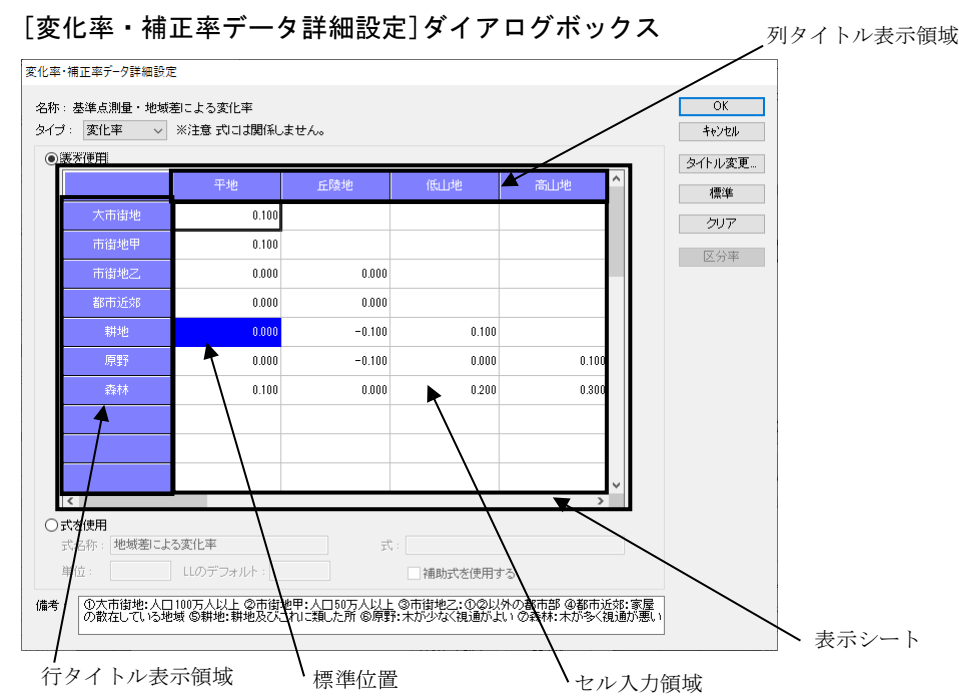 [変化率・補正率データ詳細設定]ダイアログボックス
列タイトル表示領域
変化率・補正率データ詳細設定
名称： 基準点測量・地域差による変化率
タイプ： 変化率 ※注意 式には関係しません。
OK
キャンセル
タイトル変更...
標準
クリア
区分率
表を使用
平地 丘陵地 低山地 高山地
大市街地 0.100
市街地甲 0.100
市街地乙 0.000 0.000
都市近郊 0.000 0.000
耕地 0.000 -0.100 0.100
原野 0.000 -0.100 0.000 0.100
森林 0.100 0.000 0.200 0.300
式を使用
式名称： 地域差による変化率 式：
単位： LLのデフォルト： 補助式を使用する
備考 ①大市街地：人口100万人以上 ②市街地甲：人口50万人以上 ③市街地乙：①②以外の都市部 ④都市近郊：家屋
の散在している地域 ⑤耕地：耕地及びこれに類した所 ⑥原野：木が少なく視通がよい ⑦森林：木が多く視通が悪い
表示シート
行タイトル表示領域
標準位置
セル入力領域